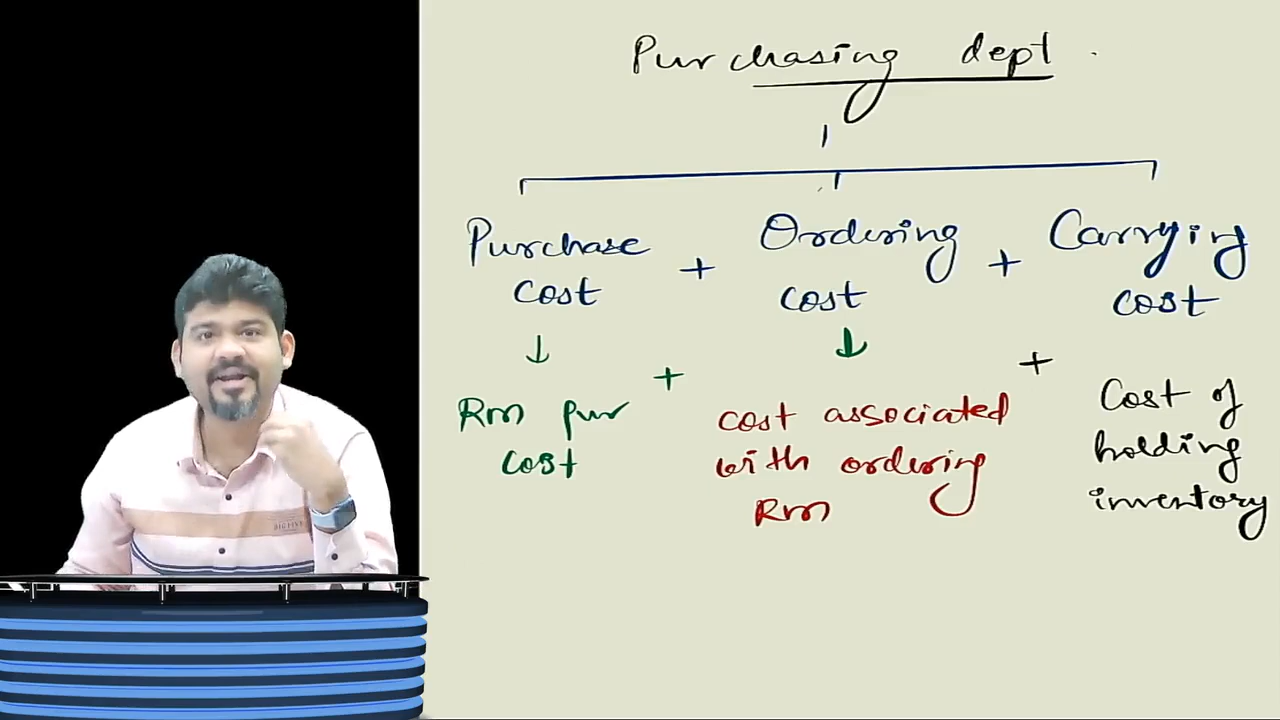 Purchasing dept
Purchase cost + Ordering cost + Carrying cost
Rm pur cost + cost associated with ordering Rm + Cost of holding inventory